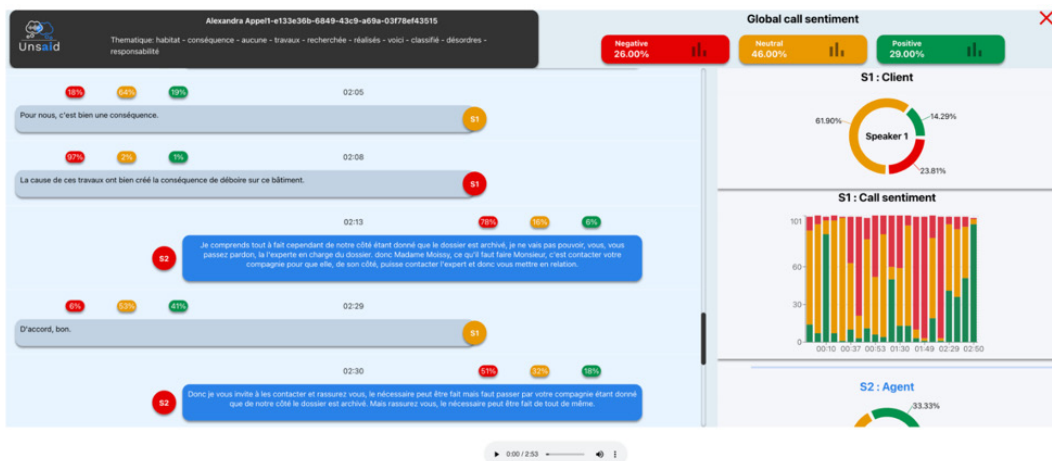 Unsaid
Alexandra Appel1-e133e36b-6849-43c9-a69a-03f78ef43515
Thematique: habitat - conséquence - aucune - travaux - recherchée - réalisés - voici - classifié - désordres -
responsabilité
Global call sentiment
Negative
26.00%
Neutral
46.00%
Positive
29.00%
64% 19% 02:05
Pour nous, c'est bien une conséquence.
S1
97% 2% 1% 02:08
La cause de ces travaux ont bien créé la conséquence de déboire sur ce bâtiment.
S1
02:13 78% 16% 6%
S2
Je comprends tout à fait cependant de notre côté étant donné que le dossier est archivé, je ne vais pas pouvoir, vous, vous
passez pardon, la l'experte en charge du dossier. donc Madame Moissy, ce qu'il faut faire Monsieur, c'est contacter votre
compagnie pour que elle, de son côté, puisse contacter l'expert et donc vous mettre en relation.
6% 53% 41% 02:29
D'accord, bon.
S1
02:30 51% 32% 18%
S2
Donc je vous invite à les contacter et rassurez vous, le nécessaire peut être fait mais faut passer par votre compagnie étant donné
que de notre côté le dossier est archivé. Mais rassurez vous, le nécessaire peut être fait de tout de même.
S1 : Client
61.90%
14.29%
Speaker 1
23.81%
S1 : Call sentiment
101
60
30
0
00:10 00:37 00:53 01:30 01:49 02:29 02:50
S2 : Agent
33.33%
0:00 / 2:53